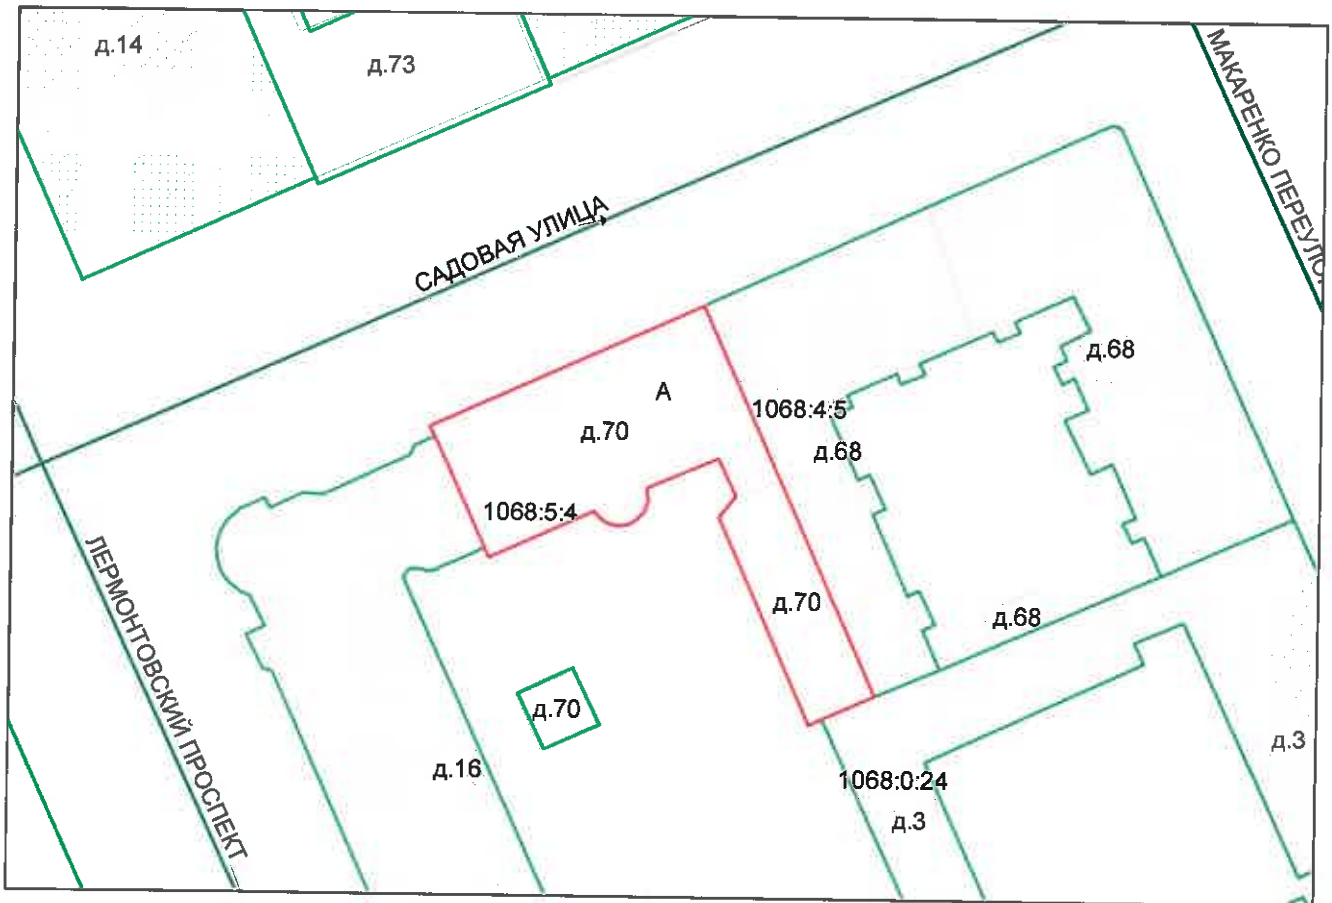 д.14
д.73
МАКАРЕНКО ПЕРЕУЛО
САДОВАЯ УЛИЦА
д.68
А
1068:4:5
д.70
д.68
1068:5:4
ЛЕРМОНТОВСКИЙ ПРОСПЕКТ
д.70
д.68
д.70
д.3
д.16
1068:0:24
д.3